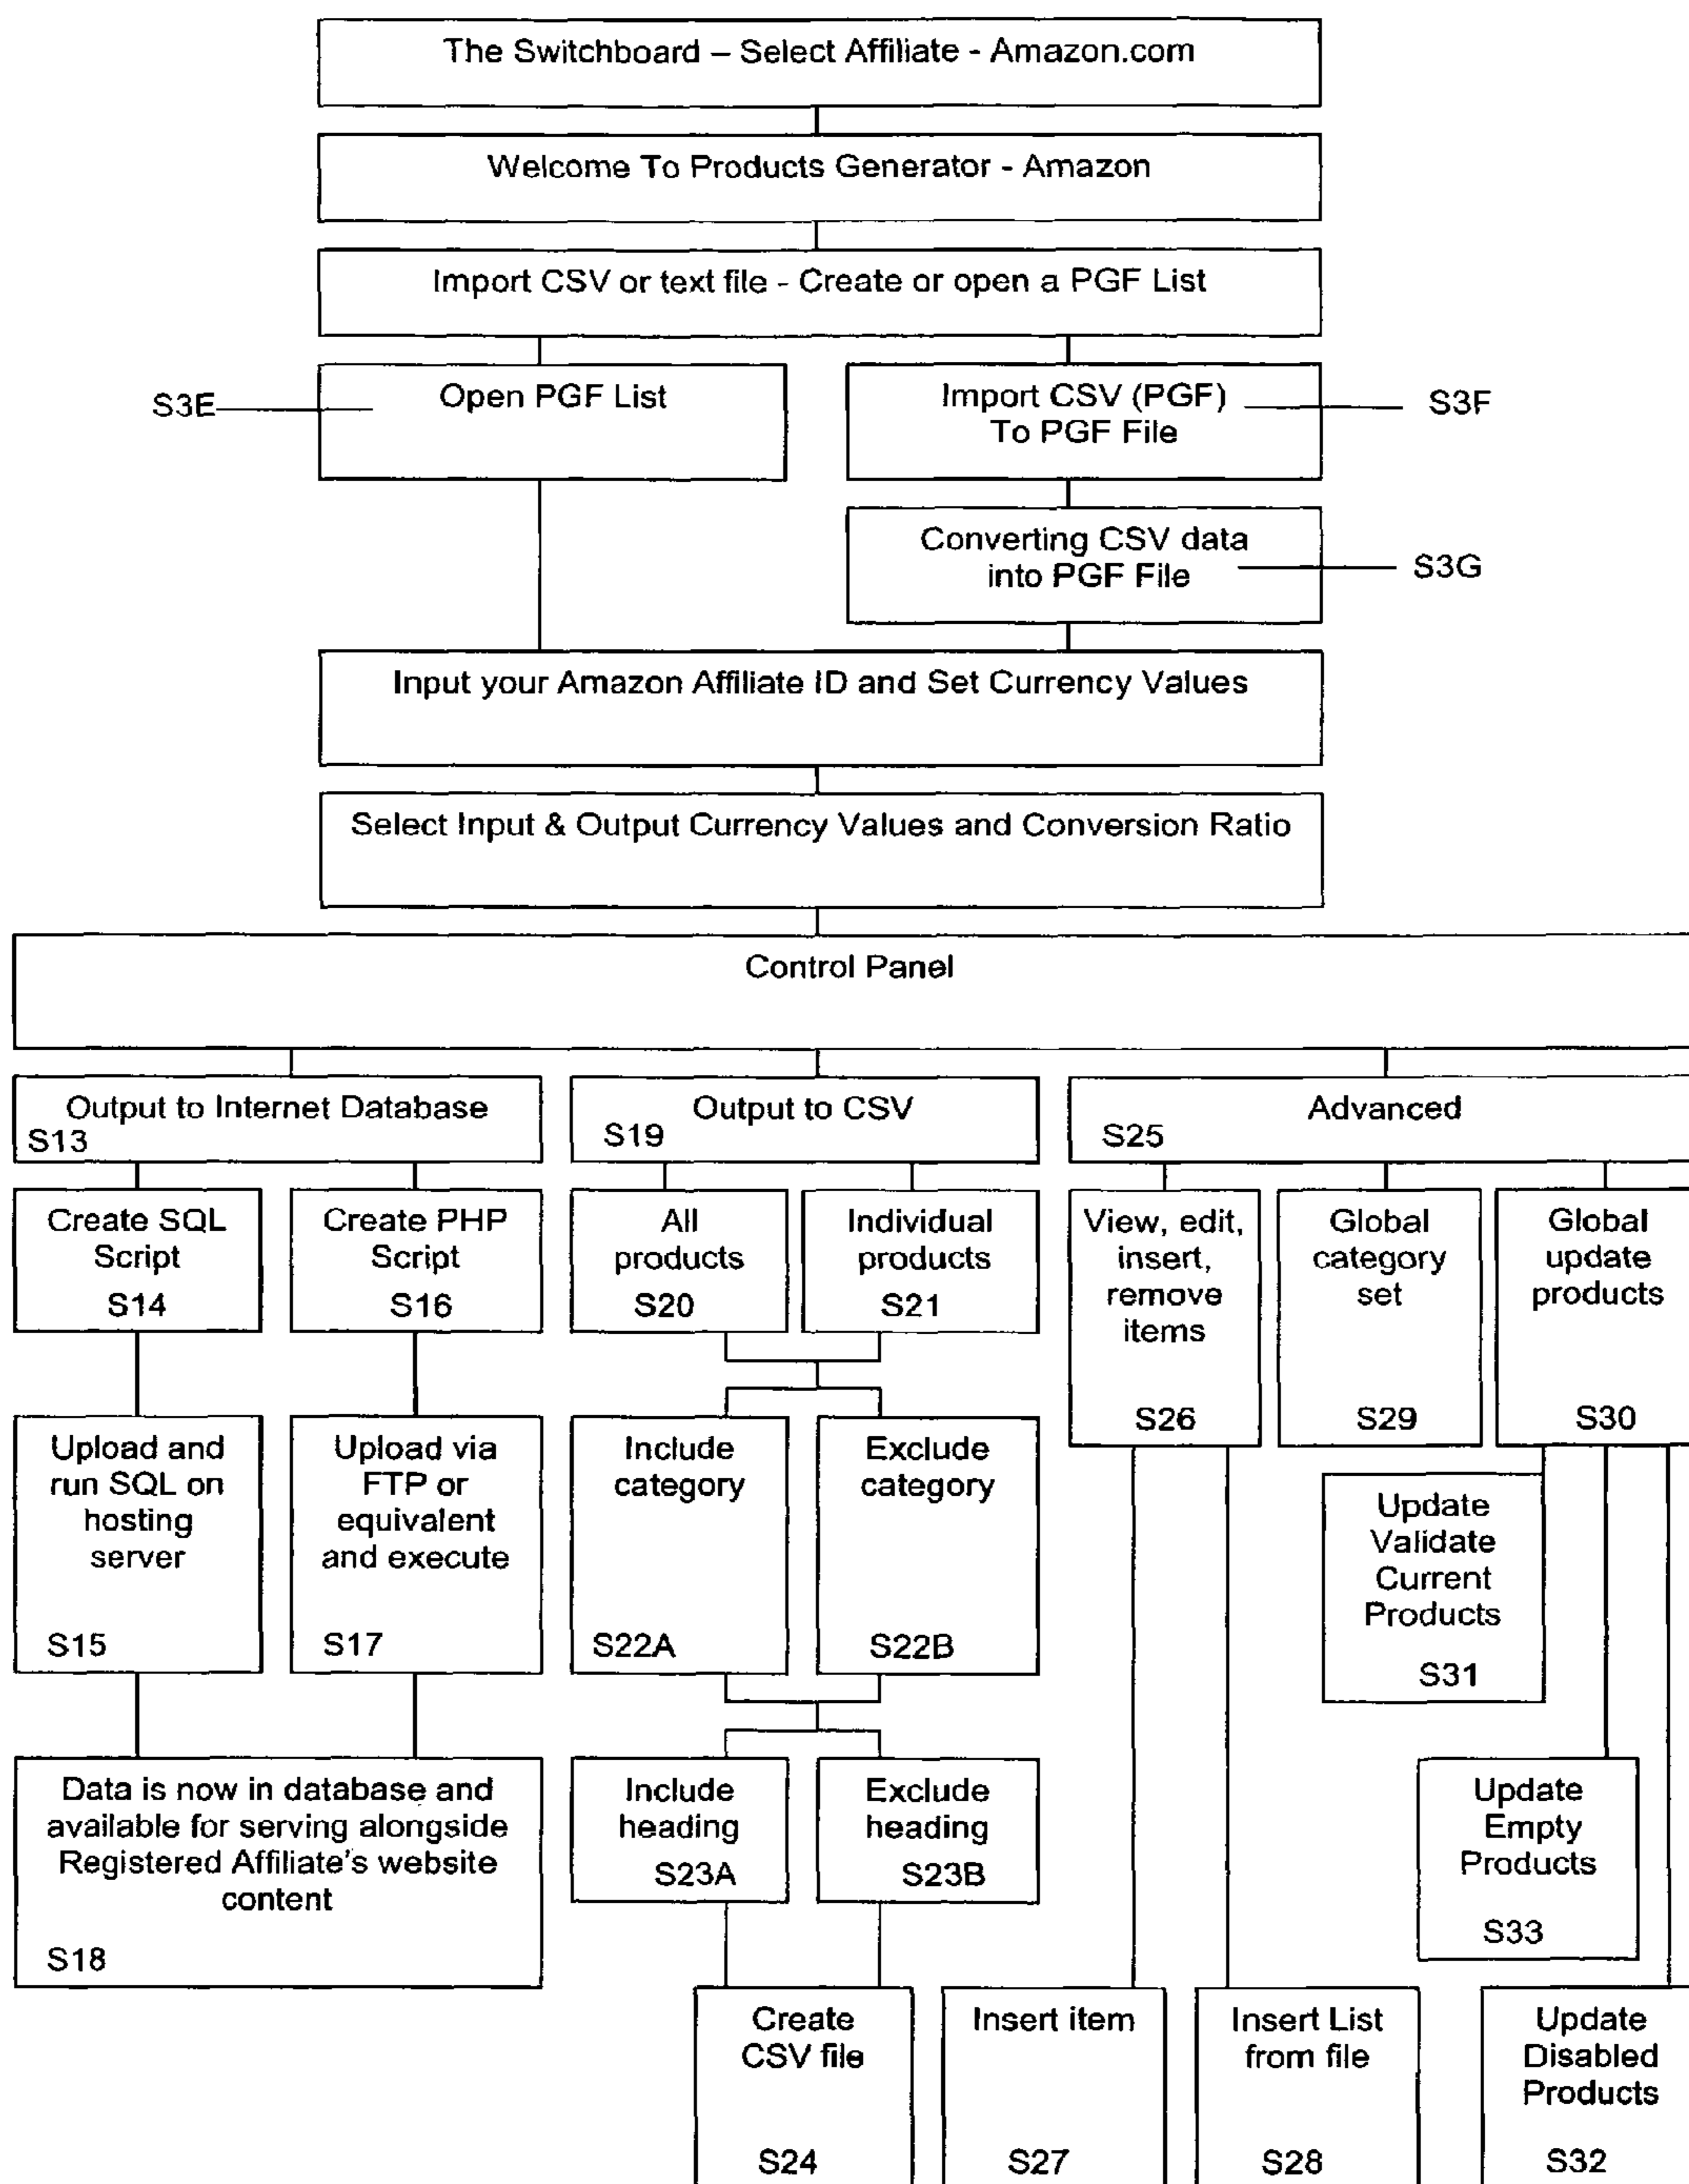 The Switchboard – Select Affiliate - Amazon.com
Welcome To Products Generator - Amazon
Import CSV or text file - Create or open a PGF List
S3E
Open PGF List
Import CSV (PGF)
To PGF File
S3F
Converting CSV data
into PGF File
S3G
Input your Amazon Affiliate ID and Set Currency Values
Select Input & Output Currency Values and Conversion Ratio
Control Panel
Output to Internet Database
S13
Output to CSV
S19
Advanced
S25
Create SQL
Script
S14
Create PHP
Script
S16
All
products
S20
Individual
products
S21
View, edit,
insert,
remove
items
S26
Global
category
set
S29
Global
update
products
S30
Upload and
run SQL on
hosting
server
S15
Upload via
FTP or
equivalent
and execute
S17
Include
category
S22A
Exclude
category
S22B
Update
Validate
Current
Products
S31
Data is now in database and
available for serving alongside
Registered Affiliate's website
content
S18
Include
heading
S23A
Exclude
heading
S23B
Update
Empty
Products
S33
Create
CSV file
S24
Insert item
S27
Insert List
from file
S28
Update
Disabled
Products
S32